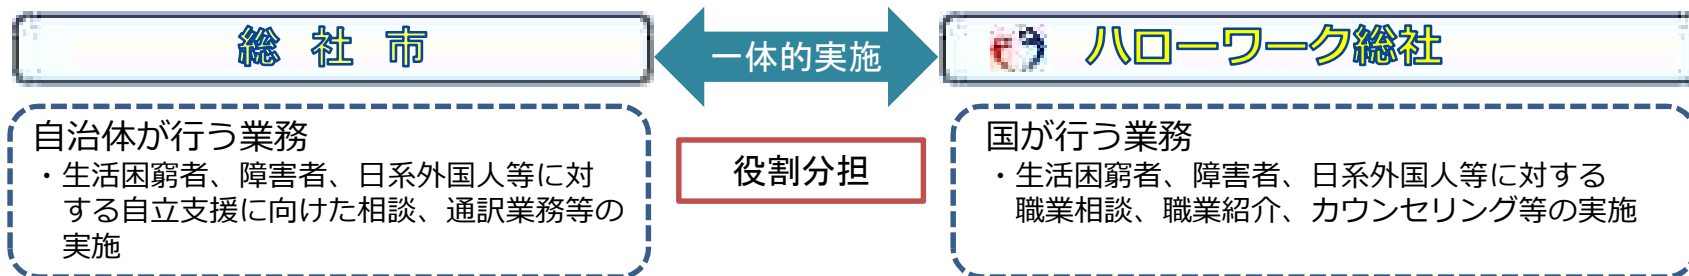 総社市
一体的実施
ハローワーク総社
自治体が行う業務
・生活困窮者、障害者、日系外国人等に対
する自立支援に向けた相談、通訳業務等の
実施
役割分担
国が行う業務
・生活困窮者、障害者、日系外国人等に対する
職業相談、職業紹介、カウンセリング等の実施